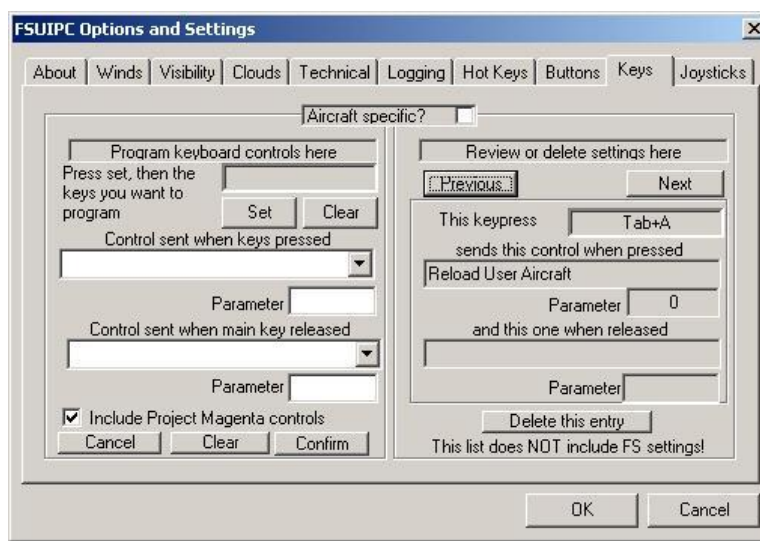 FSUIPC Options and Settings
About Winds Visibility Clouds Technical Logging Hot Keys Buttons Keys Joysticks
Aircraft specific?
Program keyboard controls here
Press set, then the
keys you want to
program
Set Clear
Control sent when keys pressed
Parameter
Control sent when main key released
Parameter
Include Project Magenta controls
Cancel Clear Confirm
Review or delete settings here
Previous Next
This keypress Tab+A
sends this control when pressed
Reload User Aircraft
Parameter 0
and this one when released
Parameter
Delete this entry
This list does NOT include FS settings!
OK Cancel